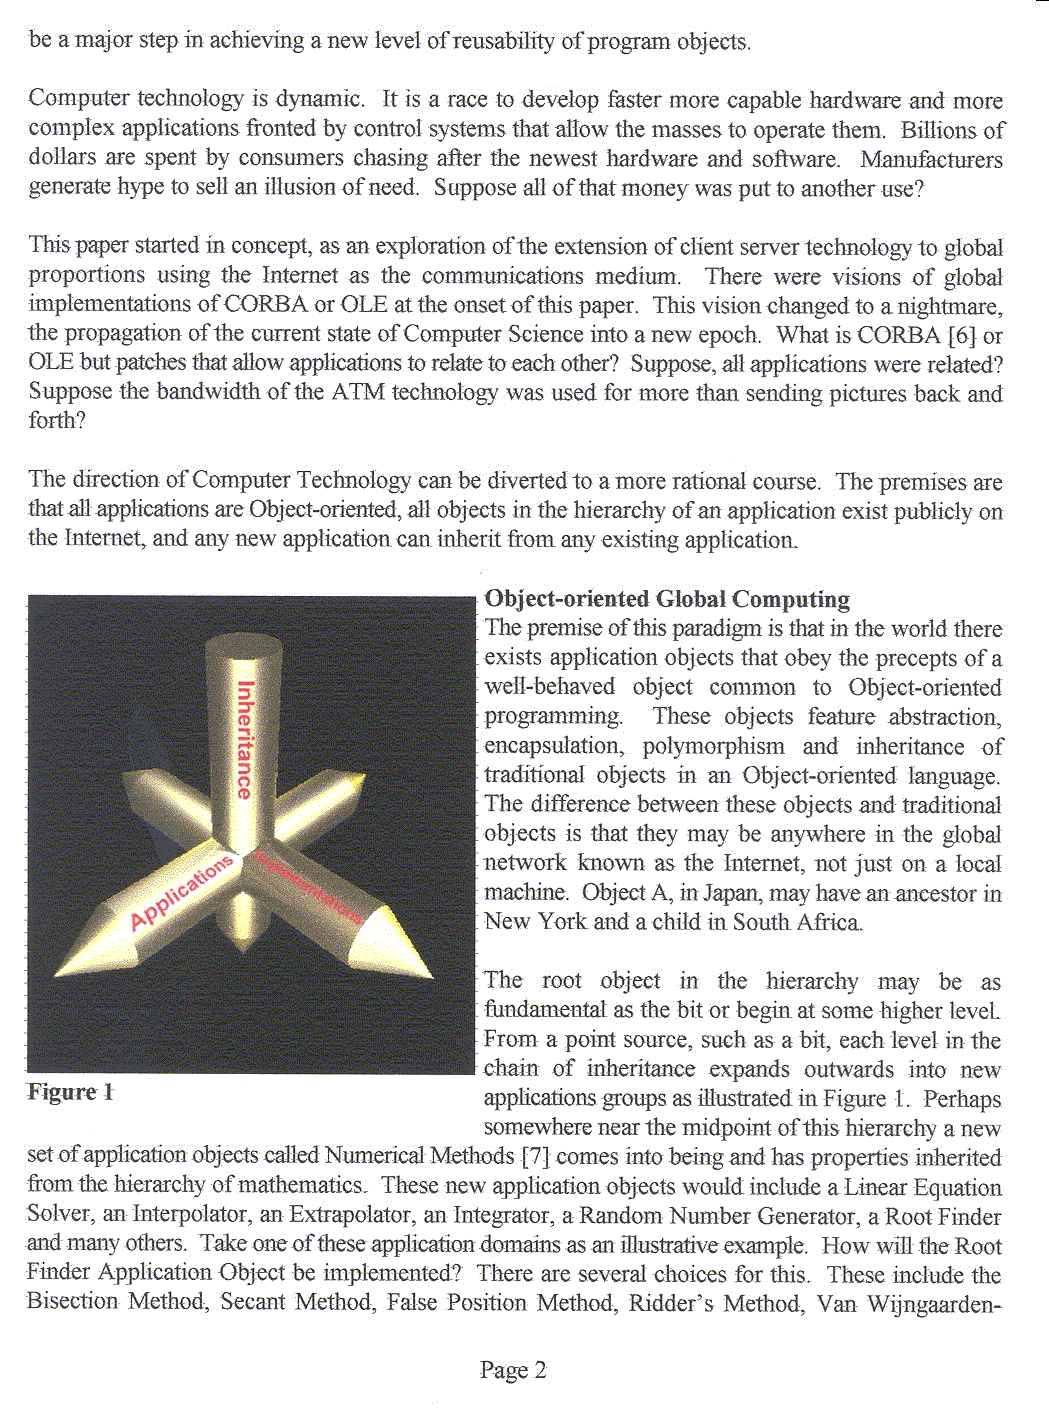 be a major step in achieving a new level of reusability of program objects.
Computer technology is dynamic. It is a race to develop faster more capable hardware and more
complex applications fronted by control systems that allow the masses to operate them. Billions of
dollars are spent by consumers chasing after the newest hardware and software. Manufacturers
generate hype to sell an illusion of need. Suppose all of that money was put to another use?
This paper started in concept, as an exploration of the extension of client server technology to global
proportions using the Internet as the communications medium. There were visions of global
implementations of CORBA or OLE at the onset of this paper. This vision changed to a nightmare,
the propagation of the current state of Computer Science into a new epoch. What is CORBA [6] or
OLE but patches that allow applications to relate to each other? Suppose, all applications were related?
Suppose the bandwidth of the ATM technology was used for more than sending pictures back and
forth?
The direction of Computer Technology can be diverted to a more rational course. The premises are
that all applications are Object-oriented, all objects in the hierarchy of an application exist publicly on
the Internet, and any new application can inherit from any existing application.
Inheritance
Applications
Implementations
Figure 1
Object-oriented Global Computing
The premise of this paradigm is that in the world there
exists application objects that obey the precepts of a
well-behaved object common to Object-oriented
programming. These objects feature abstraction,
encapsulation, polymorphism and inheritance of
traditional objects in an Object-oriented language.
The difference between these objects and traditional
objects is that they may be anywhere in the global
network known as the Internet, not just on a local
machine. Object A, in Japan, may have an ancestor in
New York and a child in South Africa.
The root object in the hierarchy may be as
fundamental as the bit or begin at some higher level.
From a point source, such as a bit, each level in the
chain of inheritance expands outwards into new
applications groups as illustrated in Figure 1. Perhaps
somewhere near the midpoint of this hierarchy a new
set of application objects called Numerical Methods [7] comes into being and has properties inherited
from the hierarchy of mathematics. These new application objects would include a Linear Equation
Solver, an Interpolator, an Extrapolator, an Integrator, a Random Number Generator, a Root Finder
and many others. Take one of these application domains as an illustrative example. How will the Root
Finder Application Object be implemented? There are several choices for this. These include the
Bisection Method, Secant Method, False Position Method, Ridder's Method, Van Wijngaarden-
Page 2